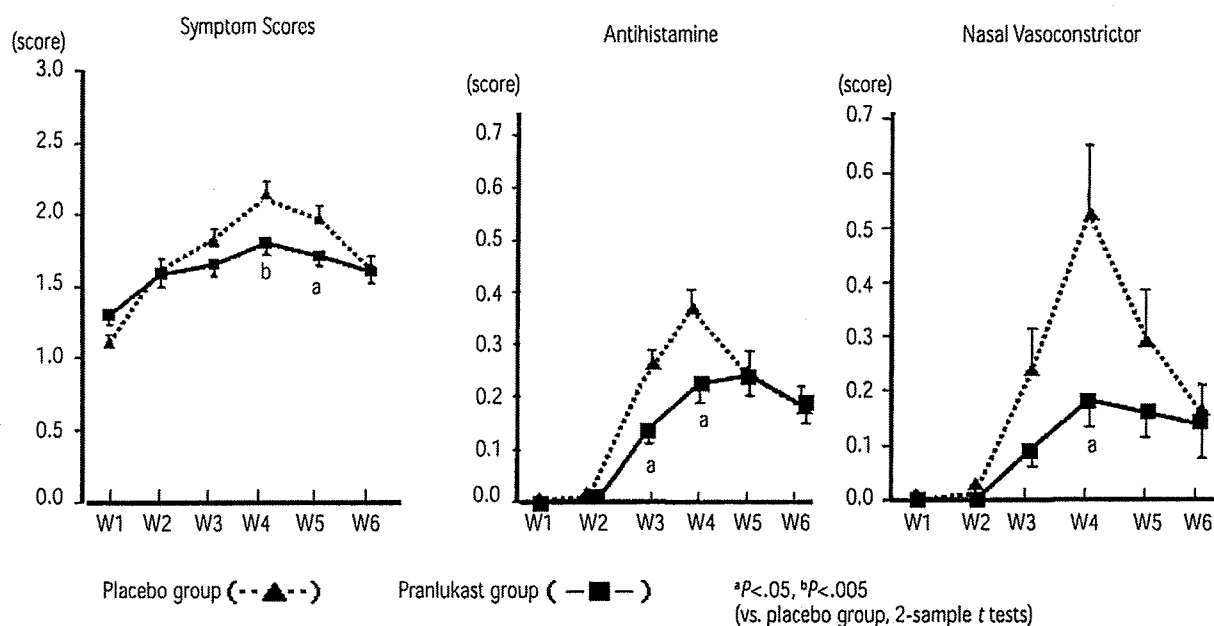 Symptom Scores
Antihistamine
Nasal Vasoconstrictor
(score)
3.0
2.5
2.0
1.5
1.0
0.5
0.0
b
a
W1 W2 W3 W4 W5 W6
(score)
0.7
0.6
0.5
0.4
0.3
0.2
0.1
0.0
a
a
W1 W2 W3 W4 W5 W6
(score)
0.7
0.6
0.5
0.4
0.3
0.2
0.1
0.0
a
W1 W2 W3 W4 W5 W6
Placebo group (--▲--)
Pranlukast group (—■—)
ᵃP<.05, ᵇP<.005
(vs. placebo group, 2-sample t tests)